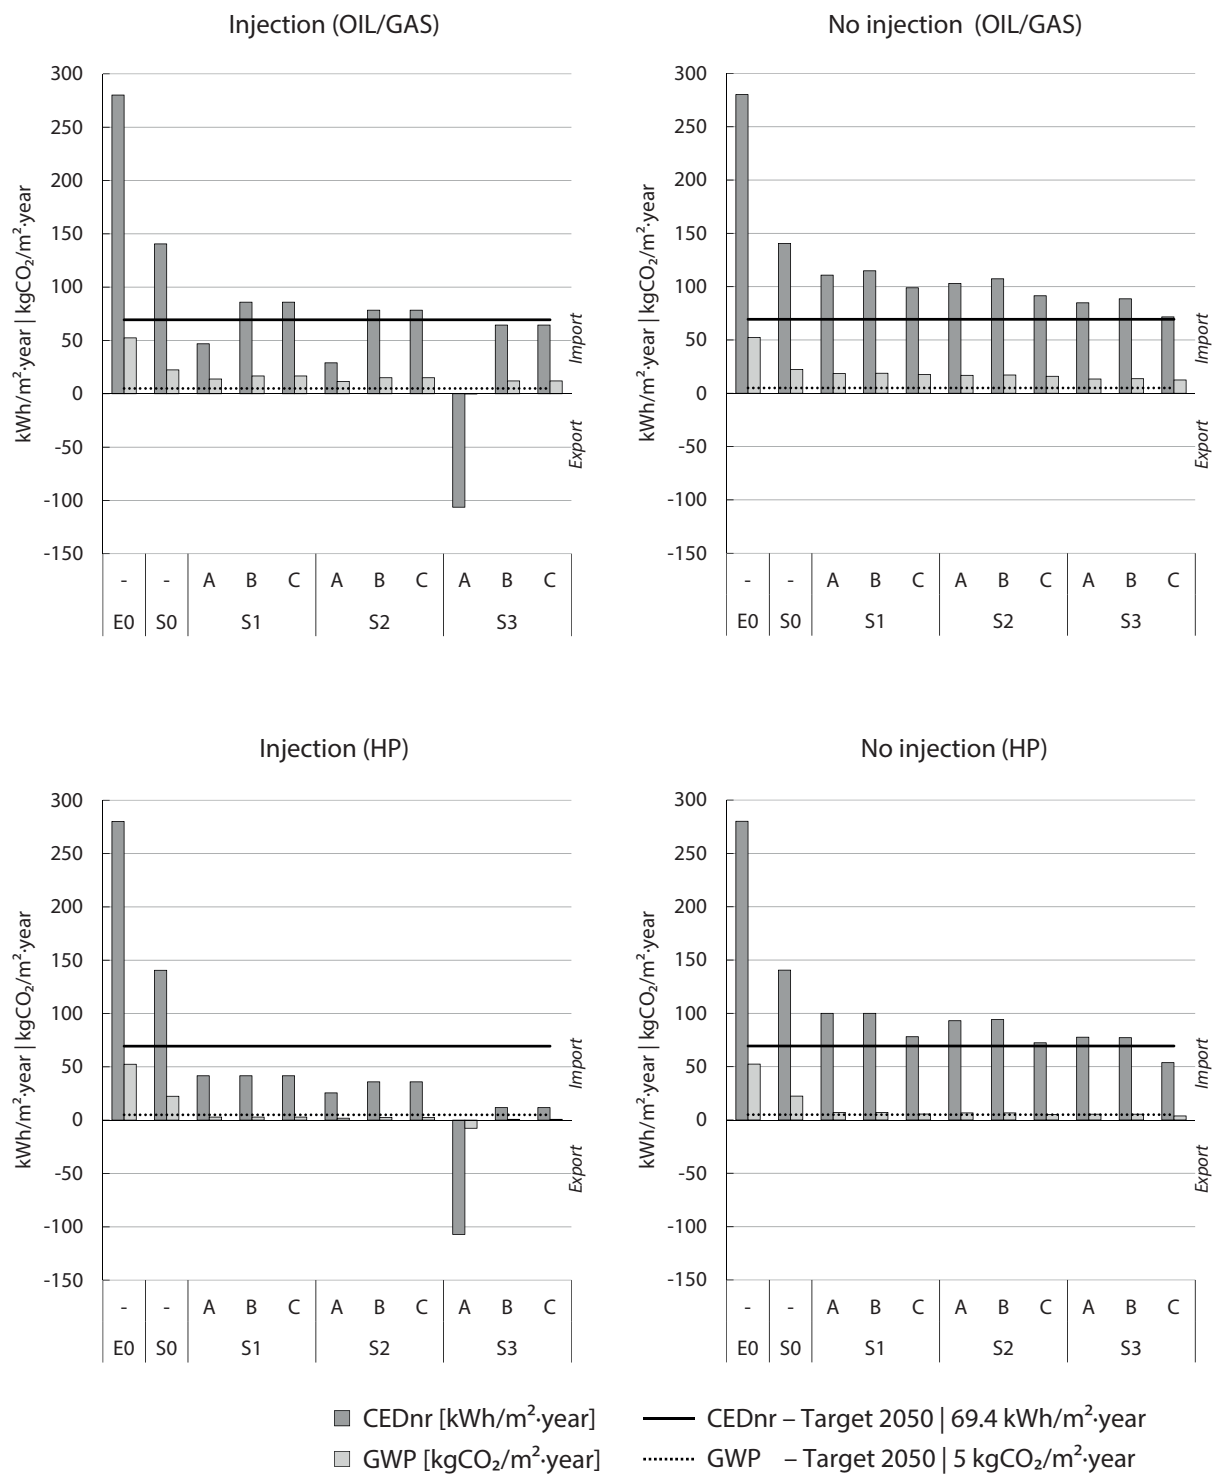 Injection (OIL/GAS)
300
250
200
150
100
50
0
-50
-100
-150
kWh/m²·year | kgCO₂/m²·year
Import
Export
- - A B C A B C A B C
E0 S0 S1 S2 S3
No injection (OIL/GAS)
300
250
200
150
100
50
0
-50
-100
-150
kWh/m²·year | kgCO₂/m²·year
Import
Export
- - A B C A B C A B C
E0 S0 S1 S2 S3
Injection (HP)
300
250
200
150
100
50
0
-50
-100
-150
kWh/m²·year | kgCO₂/m²·year
Import
Export
- - A B C A B C A B C
E0 S0 S1 S2 S3
No injection (HP)
300
250
200
150
100
50
0
-50
-100
-150
kWh/m²·year | kgCO₂/m²·year
Import
Export
- - A B C A B C A B C
E0 S0 S1 S2 S3
CEDnr [kWh/m²·year]
CEDnr – Target 2050 | 69.4 kWh/m²·year
GWP [kgCO₂/m²·year]
GWP – Target 2050 | 5 kgCO₂/m²·year